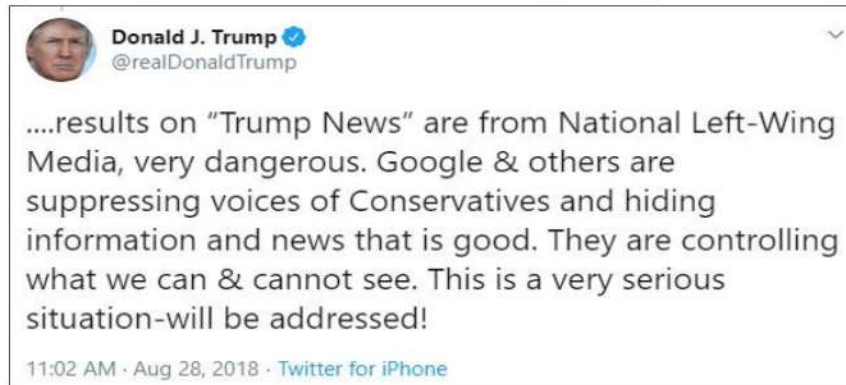 Donald J. Trump
@realDonaldTrump
....results on “Trump News” are from National Left-Wing
Media, very dangerous. Google & others are
suppressing voices of Conservatives and hiding
information and news that is good. They are controlling
what we can & cannot see. This is a very serious
situation-will be addressed!
11:02 AM · Aug 28, 2018 · Twitter for iPhone